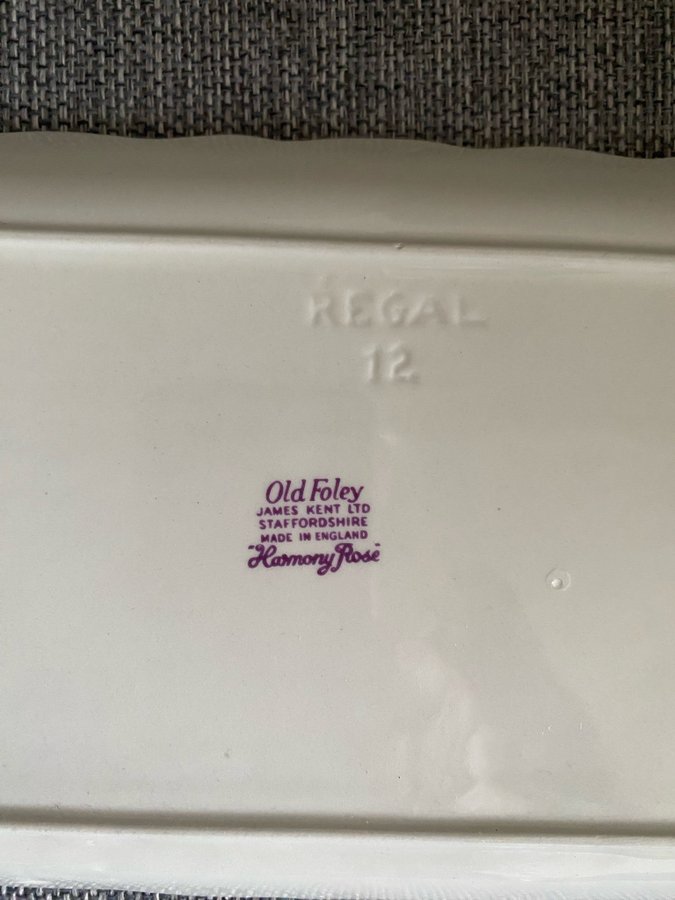 REGAL
12
Old Foley
JAMES KENT LTD
STAFFORDSHIRE
MADE IN ENGLAND
"Harmony Rose"